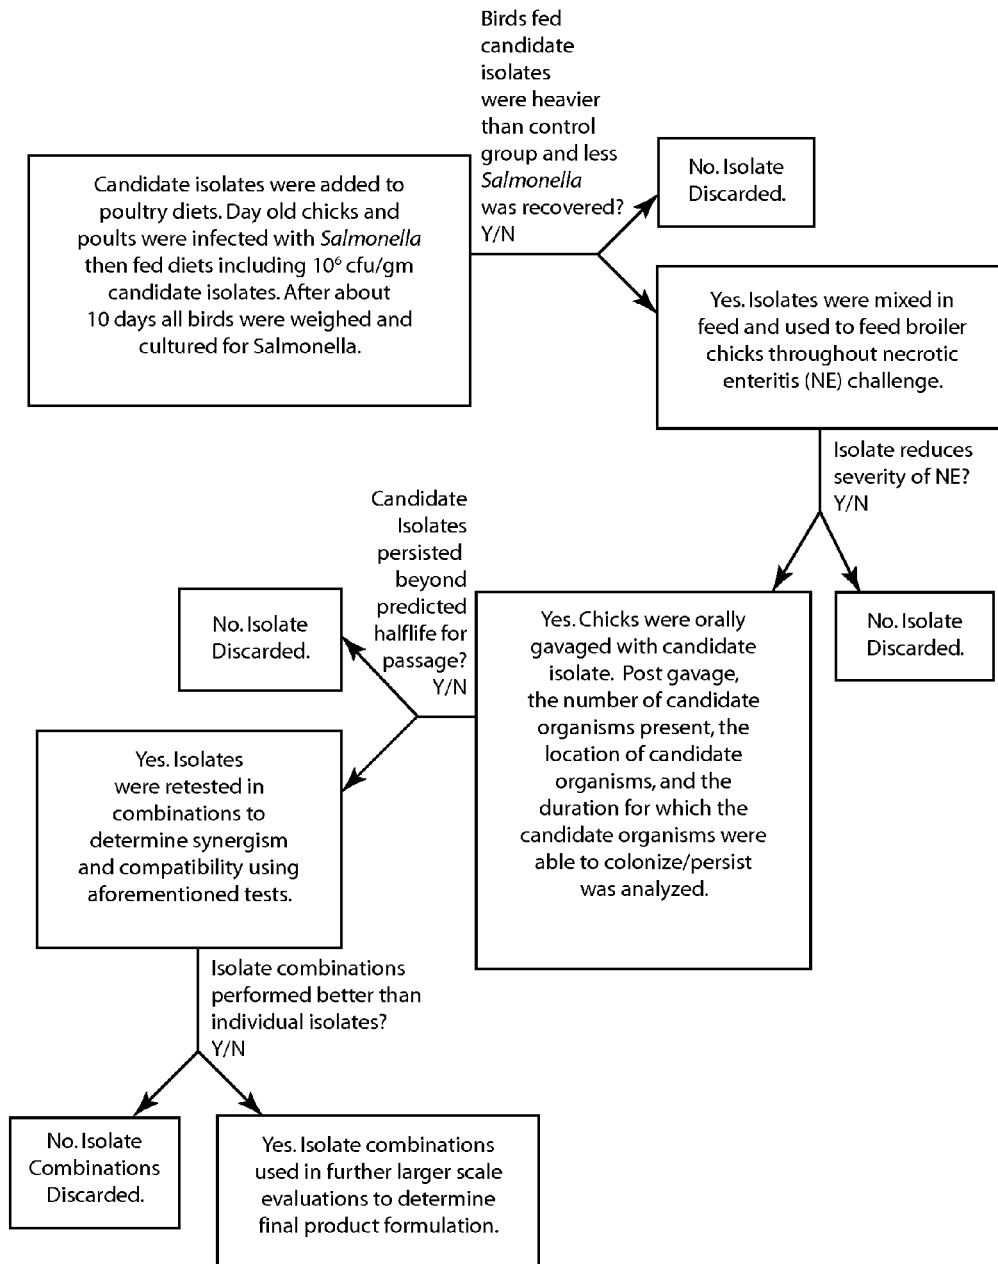 Birds fed
candidate
isolates
were heavier
than control
group and less
Salmonella
was recovered?
Y/N
Candidate isolates were added to
poultry diets. Day old chicks and
poults were infected with Salmonella
then fed diets including 10⁶ cfu/gm
candidate isolates. After about
10 days all birds were weighed and
cultured for Salmonella.
No. Isolate
Discarded.
Yes. Isolates were mixed in
feed and used to feed broiler
chicks throughout necrotic
enteritis (NE) challenge.
Isolate reduces
severity of NE?
Y/N
No. Isolate
Discarded.
Yes. Chicks were orally
gavaged with candidate
isolate. Post gavage,
the number of candidate
organisms present, the
location of candidate
organisms, and the
duration for which the
candidate organisms were
able to colonize/persist
was analyzed.
Candidate
Isolates
persisted
beyond
predicted
halflife for
passage?
Y/N
No. Isolate
Discarded.
Yes. Isolates
were retested in
combinations to
determine synergism
and compatibility using
aforementioned tests.
Isolate combinations
performed better than
individual isolates?
Y/N
No. Isolate
Combinations
Discarded.
Yes. Isolate combinations
used in further larger scale
evaluations to determine
final product formulation.